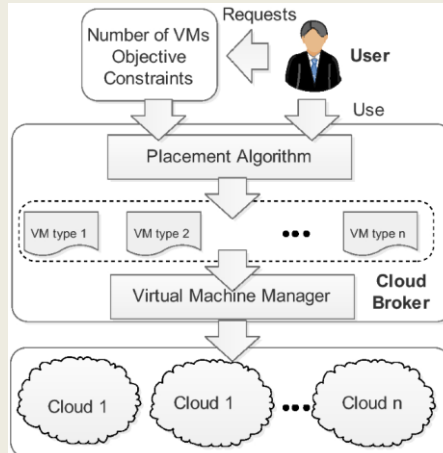 Requests
Number of VMs
Objective
Constraints
User
Use
Placement Algorithm
VM type 1
VM type 2
•••
VM type n
Virtual Machine Manager
Cloud
Broker
Cloud 1
Cloud 1
•••
Cloud n